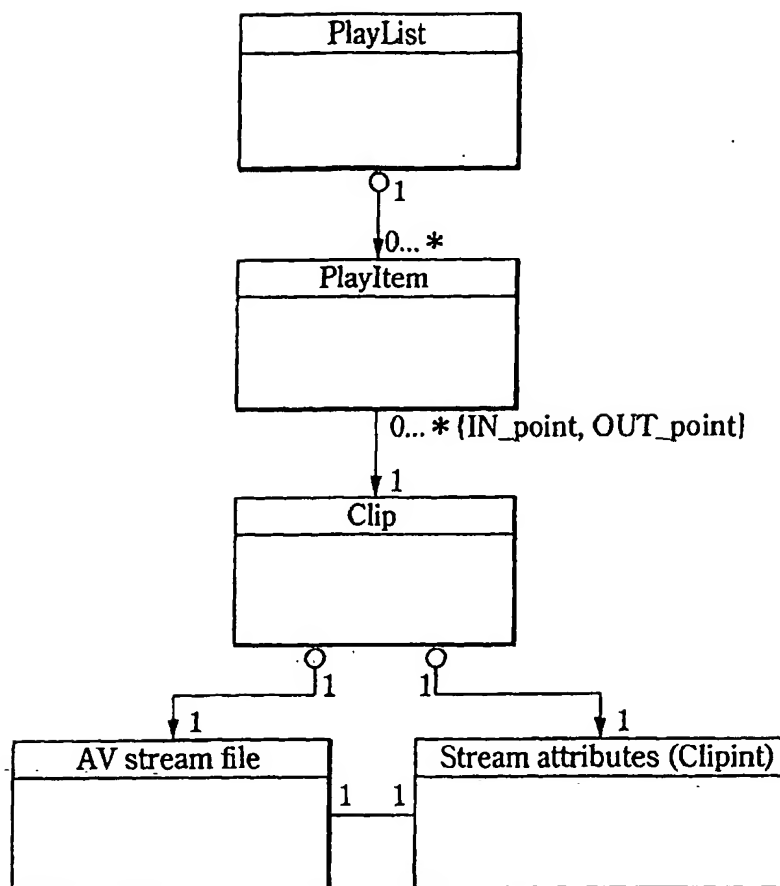 PlayList
1
0... *
PlayItem
0... * {IN_point, OUT_point}
1
Clip
1 1
1 1
AV stream file Stream attributes (Clipint)
1 1